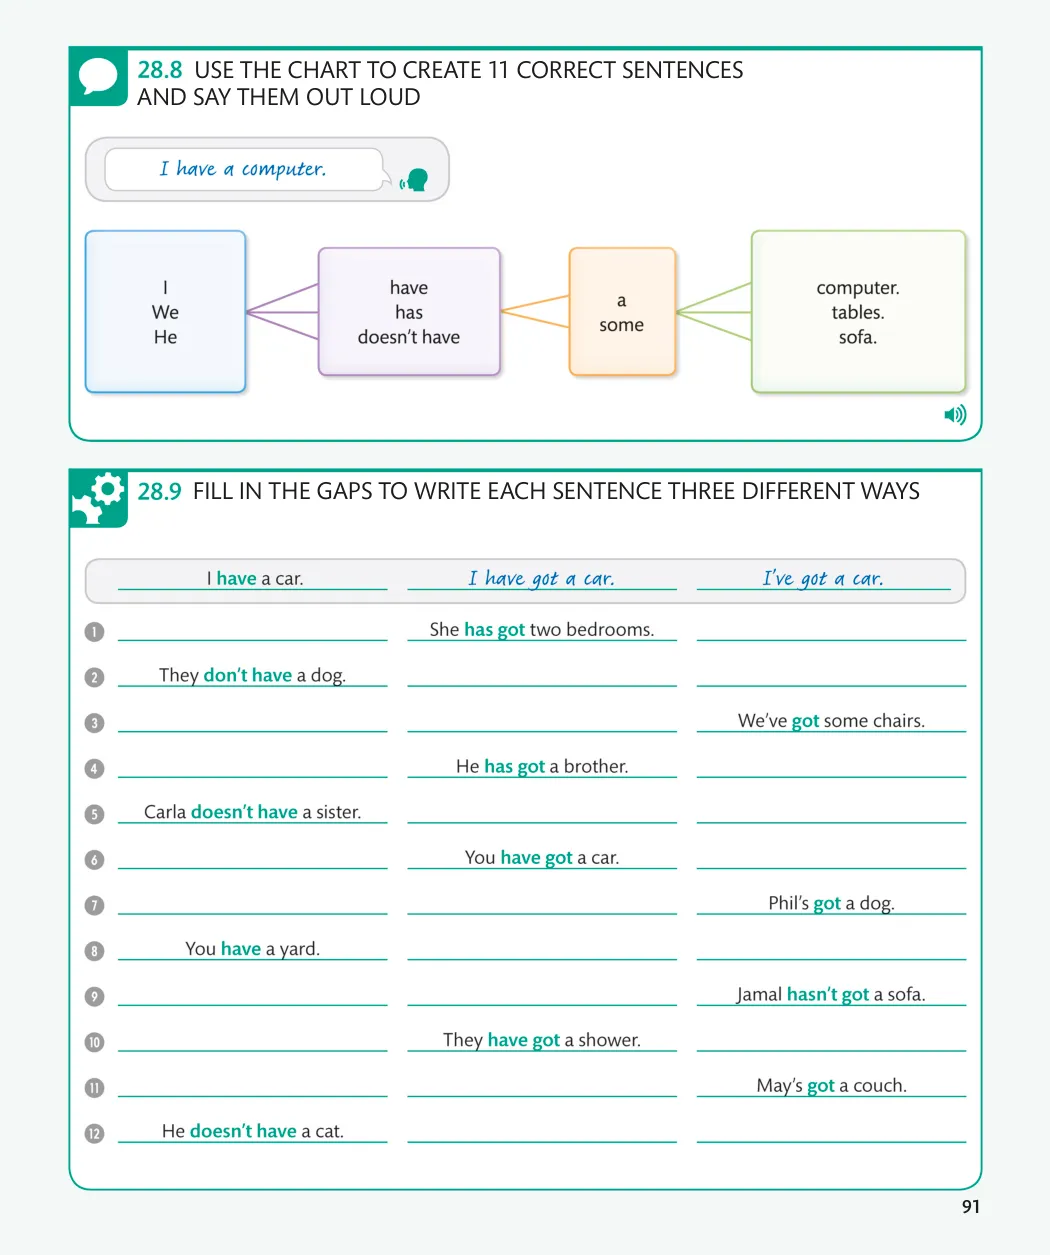 28.8 USE THE CHART TO CREATE 11 CORRECT SENTENCES
AND SAY THEM OUT LOUD
I have a computer.
I
We
He
have
has
doesn’t have
a
some
computer.
tables.
sofa.
28.9 FILL IN THE GAPS TO WRITE EACH SENTENCE THREE DIFFERENT WAYS
I have a car. I have got a car. I’ve got a car.
1 She has got two bedrooms.
2 They don’t have a dog.
3 We’ve got some chairs.
4 He has got a brother.
5 Carla doesn’t have a sister.
6 You have got a car.
7 Phil’s got a dog.
8 You have a yard.
9 Jamal hasn’t got a sofa.
10 They have got a shower.
11 May’s got a couch.
12 He doesn’t have a cat.
91